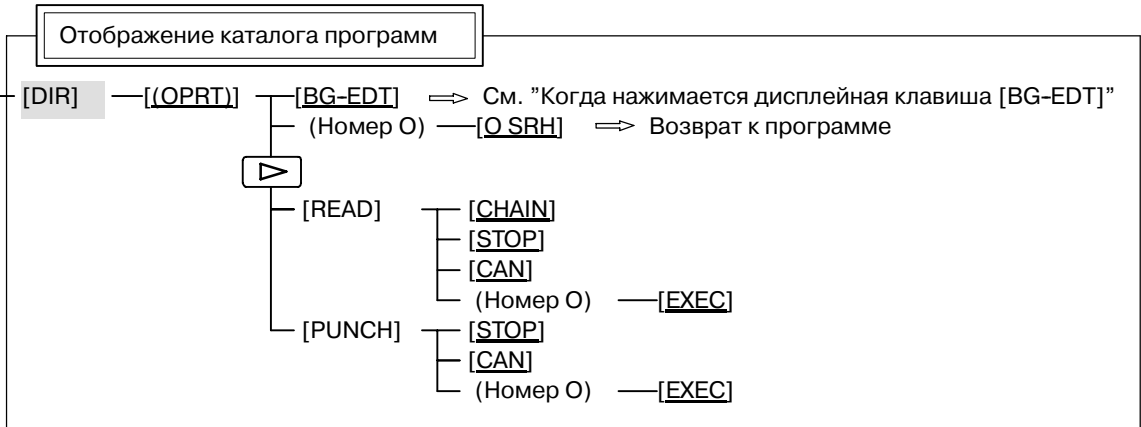 Отображение каталога программ
[DIR] [(OPRT)] [BG-EDT] См. "Когда нажимается дисплейная клавиша [BG-EDT]"
(Номер O) [O SRH] Возврат к программе
[READ] [CHAIN]
[STOP]
[CAN]
(Номер O) [EXEC]
[PUNCH] [STOP]
[CAN]
(Номер O) [EXEC]